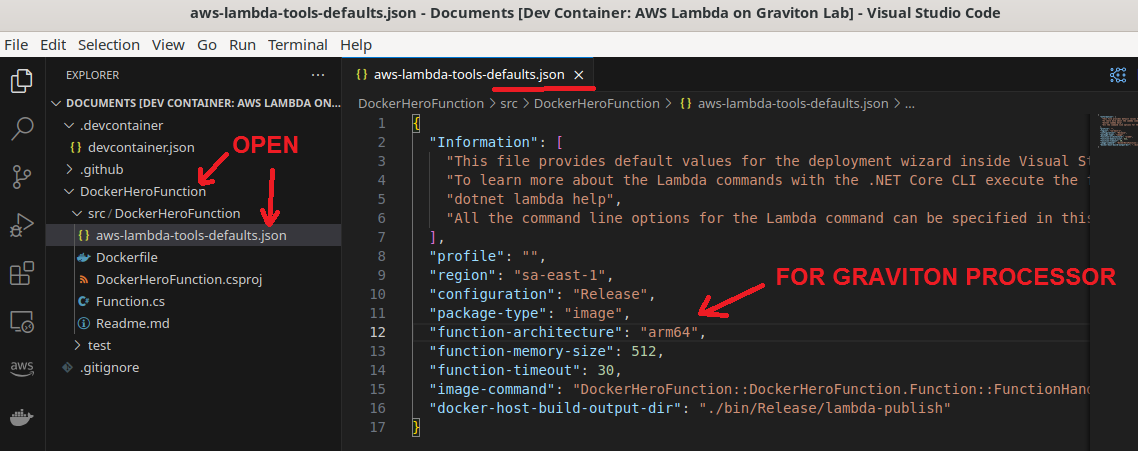 aws-lambda-tools-defaults.json - Documents [Dev Container: AWS Lambda on Graviton Lab] - Visual Studio Code
File Edit Selection View Go Run Terminal Help
EXPLORER ···
DOCUMENTS [DEV CONTAINER: AWS LAMBDA ON...
.devcontainer
{} devcontainer.json
.github
DockerHeroFunction
src / DockerHeroFunction
{} aws-lambda-tools-defaults.json
Dockerfile
DockerHeroFunction.csproj
Function.cs
Readme.md
test
.gitignore
aws
OPEN
{} aws-lambda-tools-defaults.json ×
DockerHeroFunction > src > DockerHeroFunction > {} aws-lambda-tools-defaults.json > ...
1 {
2 "Information": [
3 "This file provides default values for the deployment wizard inside Visual St
4 "To learn more about the Lambda commands with the .NET Core CLI execute the
5 "dotnet lambda help",
6 "All the command line options for the Lambda command can be specified in this
7 ],
8 "profile": "",
9 "region": "sa-east-1",
10 "configuration": "Release",
11 "package-type": "image",
12 "function-architecture": "arm64",
13 "function-memory-size": 512,
14 "function-timeout": 30,
15 "image-command": "DockerHeroFunction::DockerHeroFunction.Function::FunctionHand
16 "docker-host-build-output-dir": "./bin/Release/lambda-publish"
17 }
FOR GRAVITON PROCESSOR